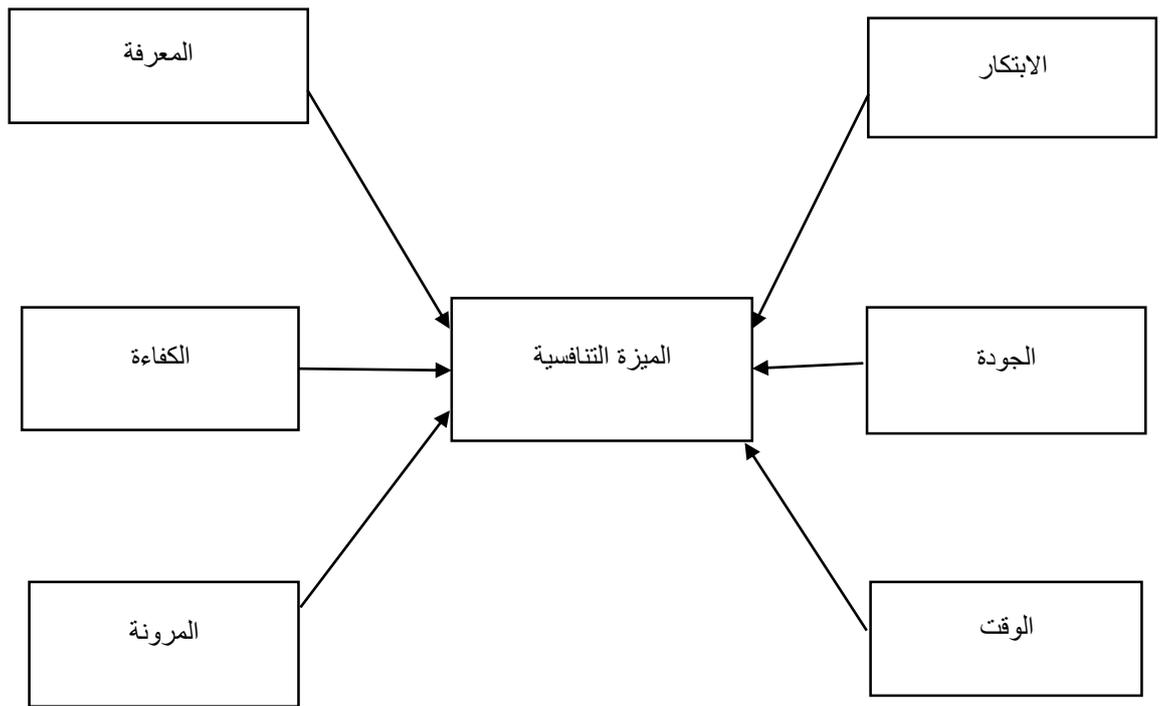 الابتكار
المعرفة
الجودة
الميزة التنافسية
الكفاءة
الوقت
المرونة